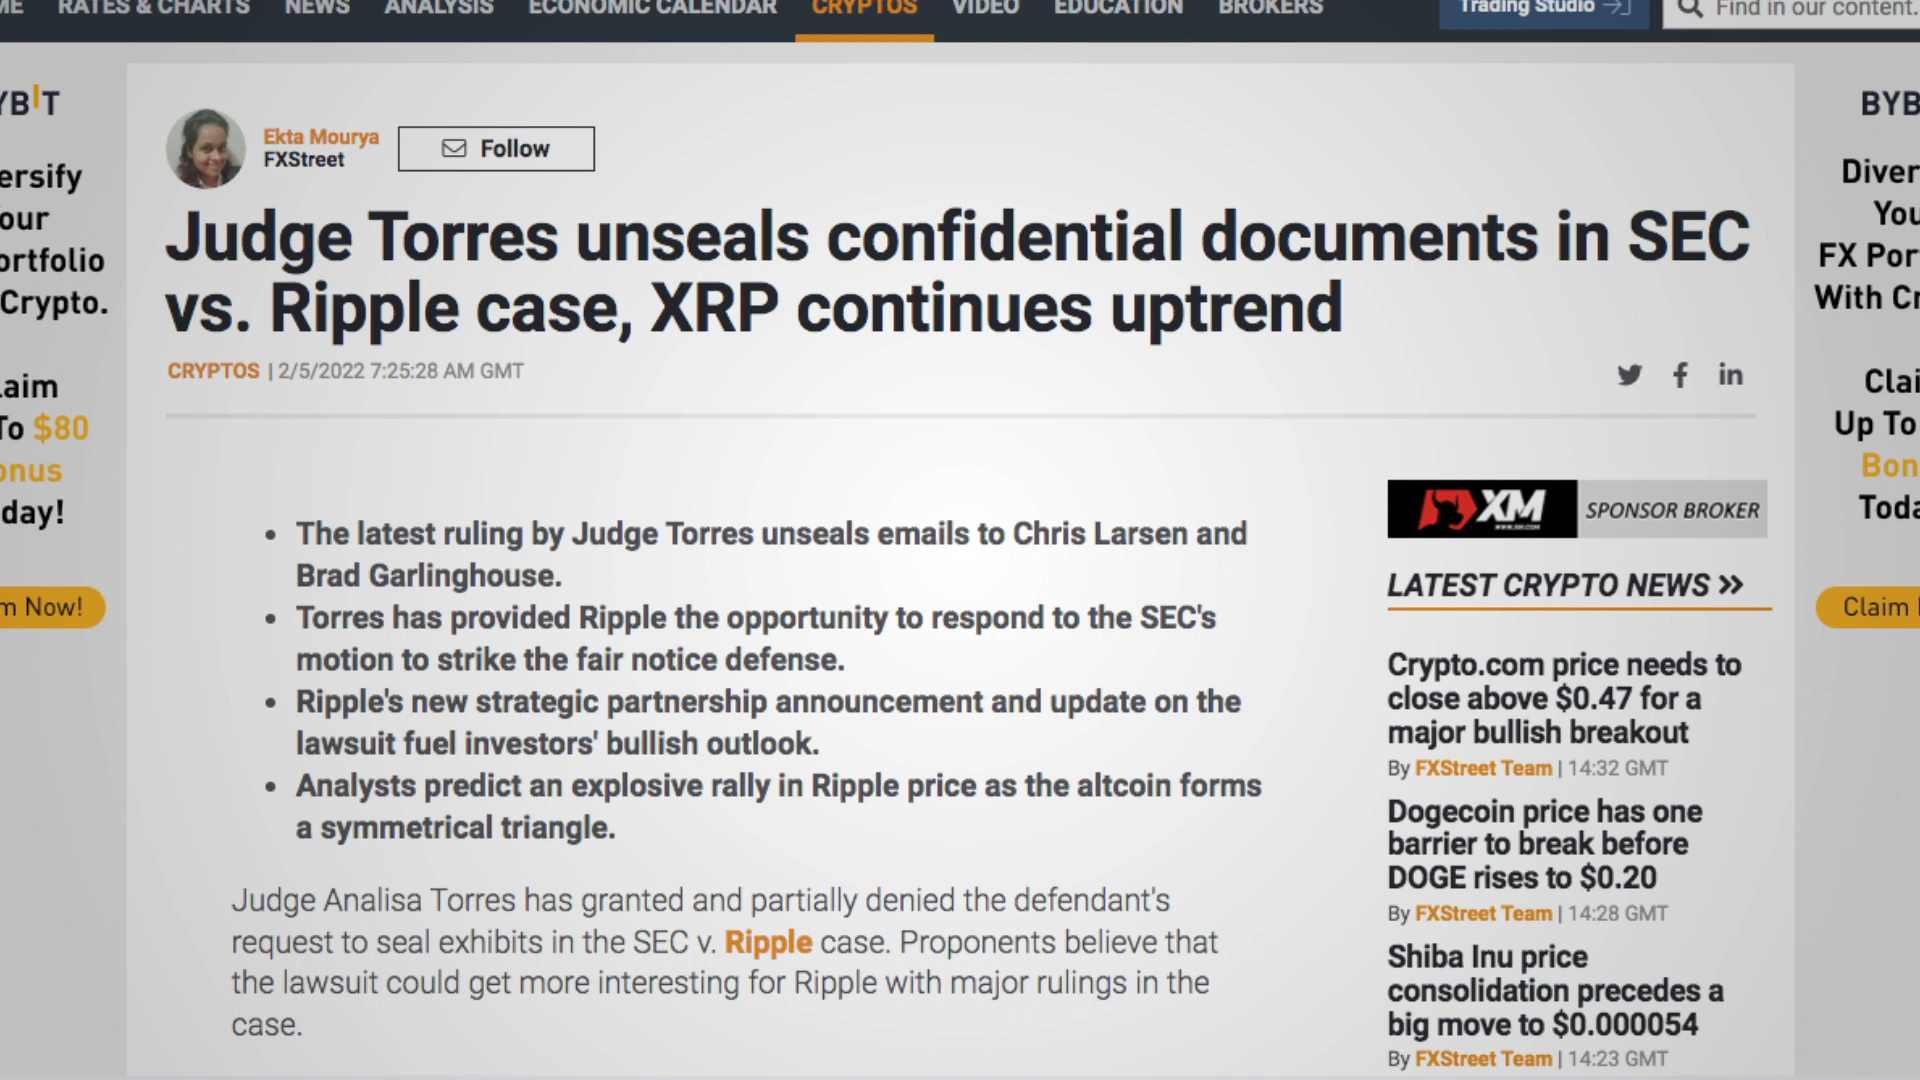 ME RATES & CHARTS NEWS ANALYSIS ECONOMIC CALENDAR CRYPTOS VIDEO EDUCATION BROKERS Trading Studio Find in our content.
Ekta Mourya
FXStreet
Follow
Judge Torres unseals confidential documents in SEC
vs. Ripple case, XRP continues uptrend
CRYPTOS | 2/5/2022 7:25:28 AM GMT
The latest ruling by Judge Torres unseals emails to Chris Larsen and
Brad Garlinghouse.
Torres has provided Ripple the opportunity to respond to the SEC's
motion to strike the fair notice defense.
Ripple's new strategic partnership announcement and update on the
lawsuit fuel investors' bullish outlook.
Analysts predict an explosive rally in Ripple price as the altcoin forms
a symmetrical triangle.
Judge Analisa Torres has granted and partially denied the defendant's
request to seal exhibits in the SEC v. Ripple case. Proponents believe that
the lawsuit could get more interesting for Ripple with major rulings in the
case.
XM
WWW.XM.COM
SPONSOR BROKER
LATEST CRYPTO NEWS
Crypto.com price needs to
close above $0.47 for a
major bullish breakout
By FXStreet Team | 14:32 GMT
Dogecoin price has one
barrier to break before
DOGE rises to $0.20
By FXStreet Team | 14:28 GMT
Shiba Inu price
consolidation precedes a
big move to $0.000054
By FXStreet Team | 14:23 GMT
YBIT
ersify
our
ortfolio
Crypto.
laim
To $80
onus
day!
m Now!
BYB
Diver
You
FX Por
With Cr
Clai
Up To
Bon
Toda
Claim